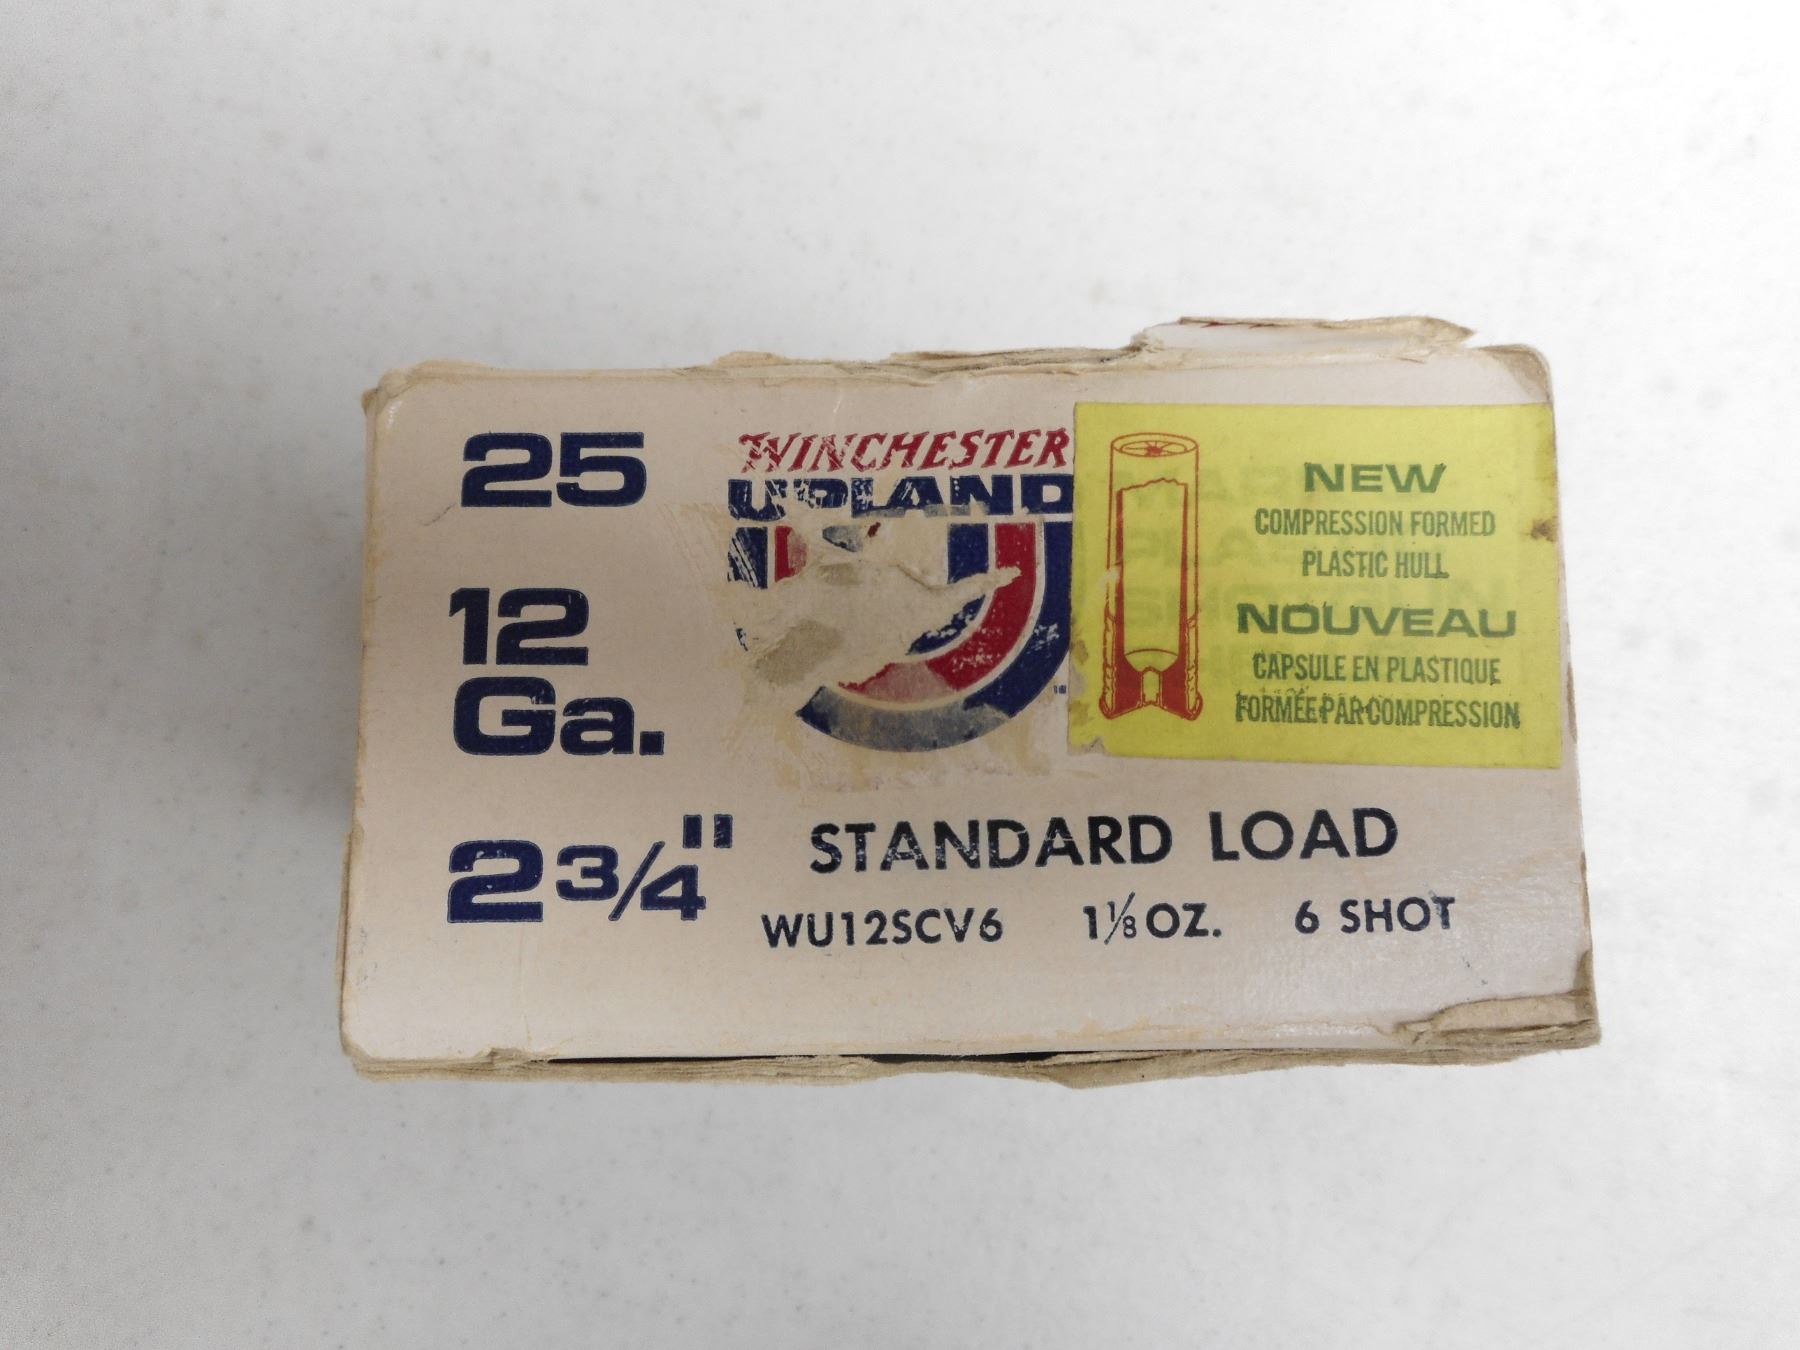 25
12
Ga.
2 3/4"
WINCHESTER
UPLAND
NEW
COMPRESSION FORMED
PLASTIC HULL
NOUVEAU
CAPSULE EN PLASTIQUE
FORMÉE PAR COMPRESSION
STANDARD LOAD
WU12SCV6 1 1/8 OZ. 6 SHOT